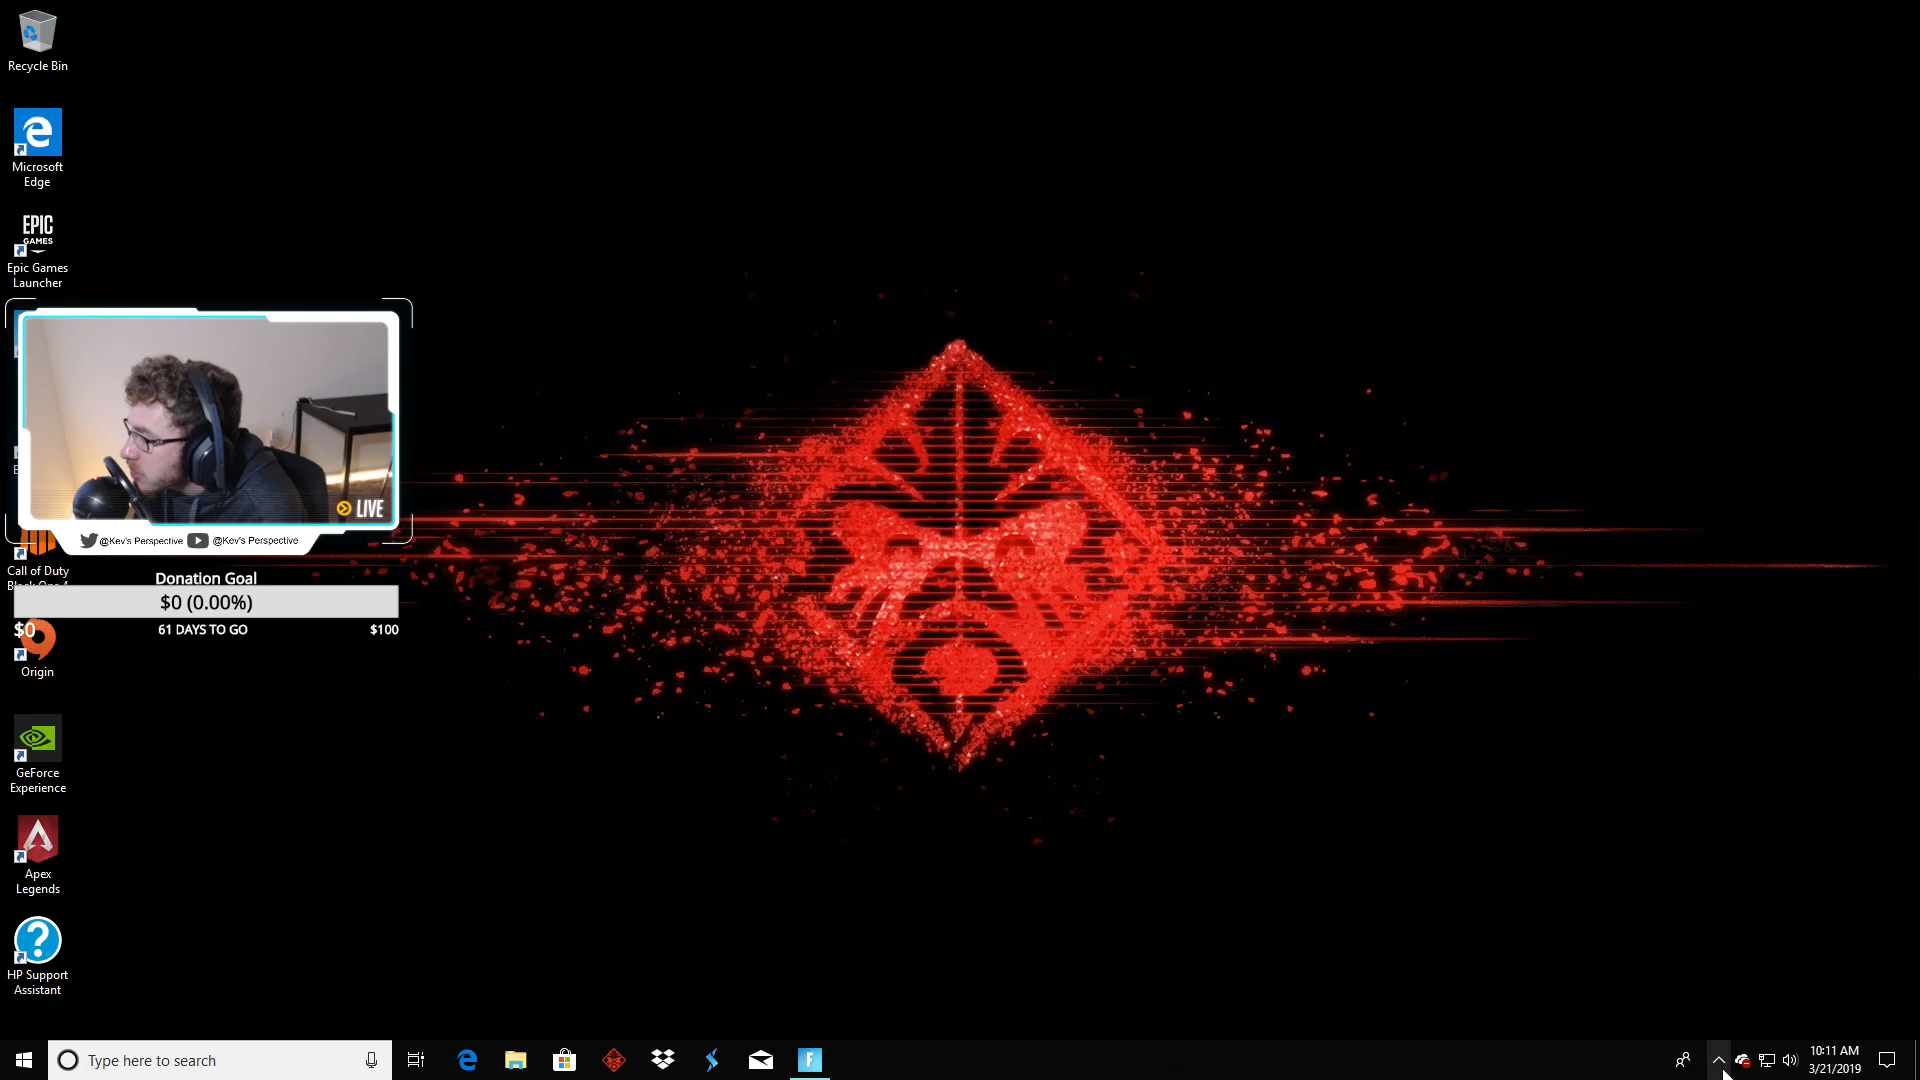 Recycle Bin
Microsoft
Edge
EPIC
GAMES
Epic Games
Launcher
LIVE
@Kev's Perspective @Kev's Perspective
Call of Duty
Donation Goal
$0 (0.00%)
$0 61 DAYS TO GO $100
Origin
GeForce
Experience
Apex
Legends
HP Support
Assistant
Type here to search
10:11 AM
3/21/2019